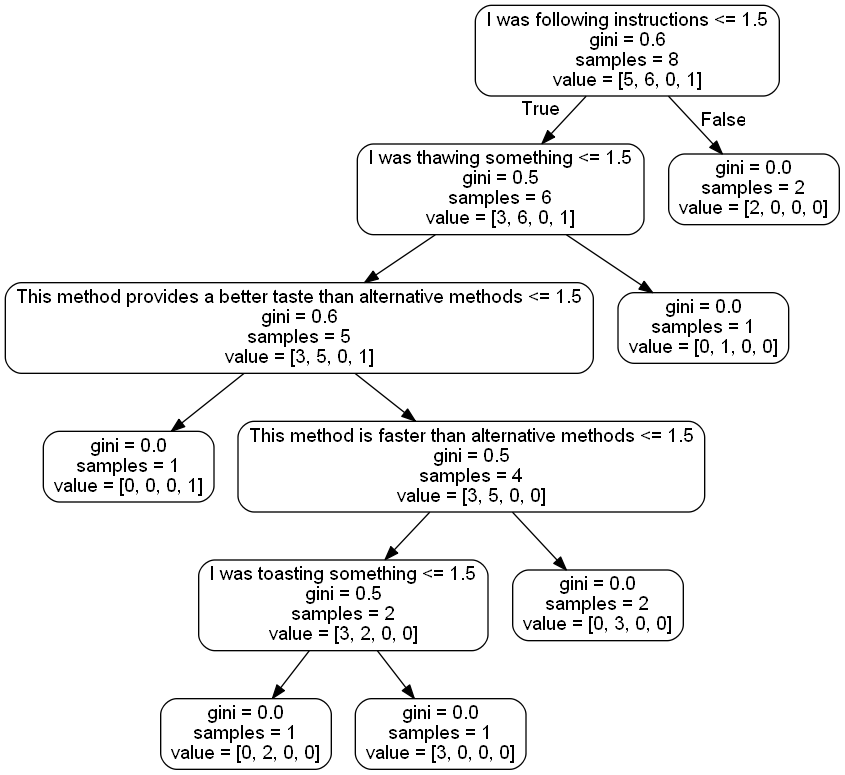 I was following instructions <= 1.5
gini = 0.6
samples = 8
value = [5, 6, 0, 1]
True
False
I was thawing something <= 1.5
gini = 0.5
samples = 6
value = [3, 6, 0, 1]
gini = 0.0
samples = 2
value = [2, 0, 0, 0]
This method provides a better taste than alternative methods <= 1.5
gini = 0.6
samples = 5
value = [3, 5, 0, 1]
gini = 0.0
samples = 1
value = [0, 1, 0, 0]
gini = 0.0
samples = 1
value = [0, 0, 0, 1]
This method is faster than alternative methods <= 1.5
gini = 0.5
samples = 4
value = [3, 5, 0, 0]
I was toasting something <= 1.5
gini = 0.5
samples = 2
value = [3, 2, 0, 0]
gini = 0.0
samples = 2
value = [0, 3, 0, 0]
gini = 0.0
samples = 1
value = [0, 2, 0, 0]
gini = 0.0
samples = 1
value = [3, 0, 0, 0]